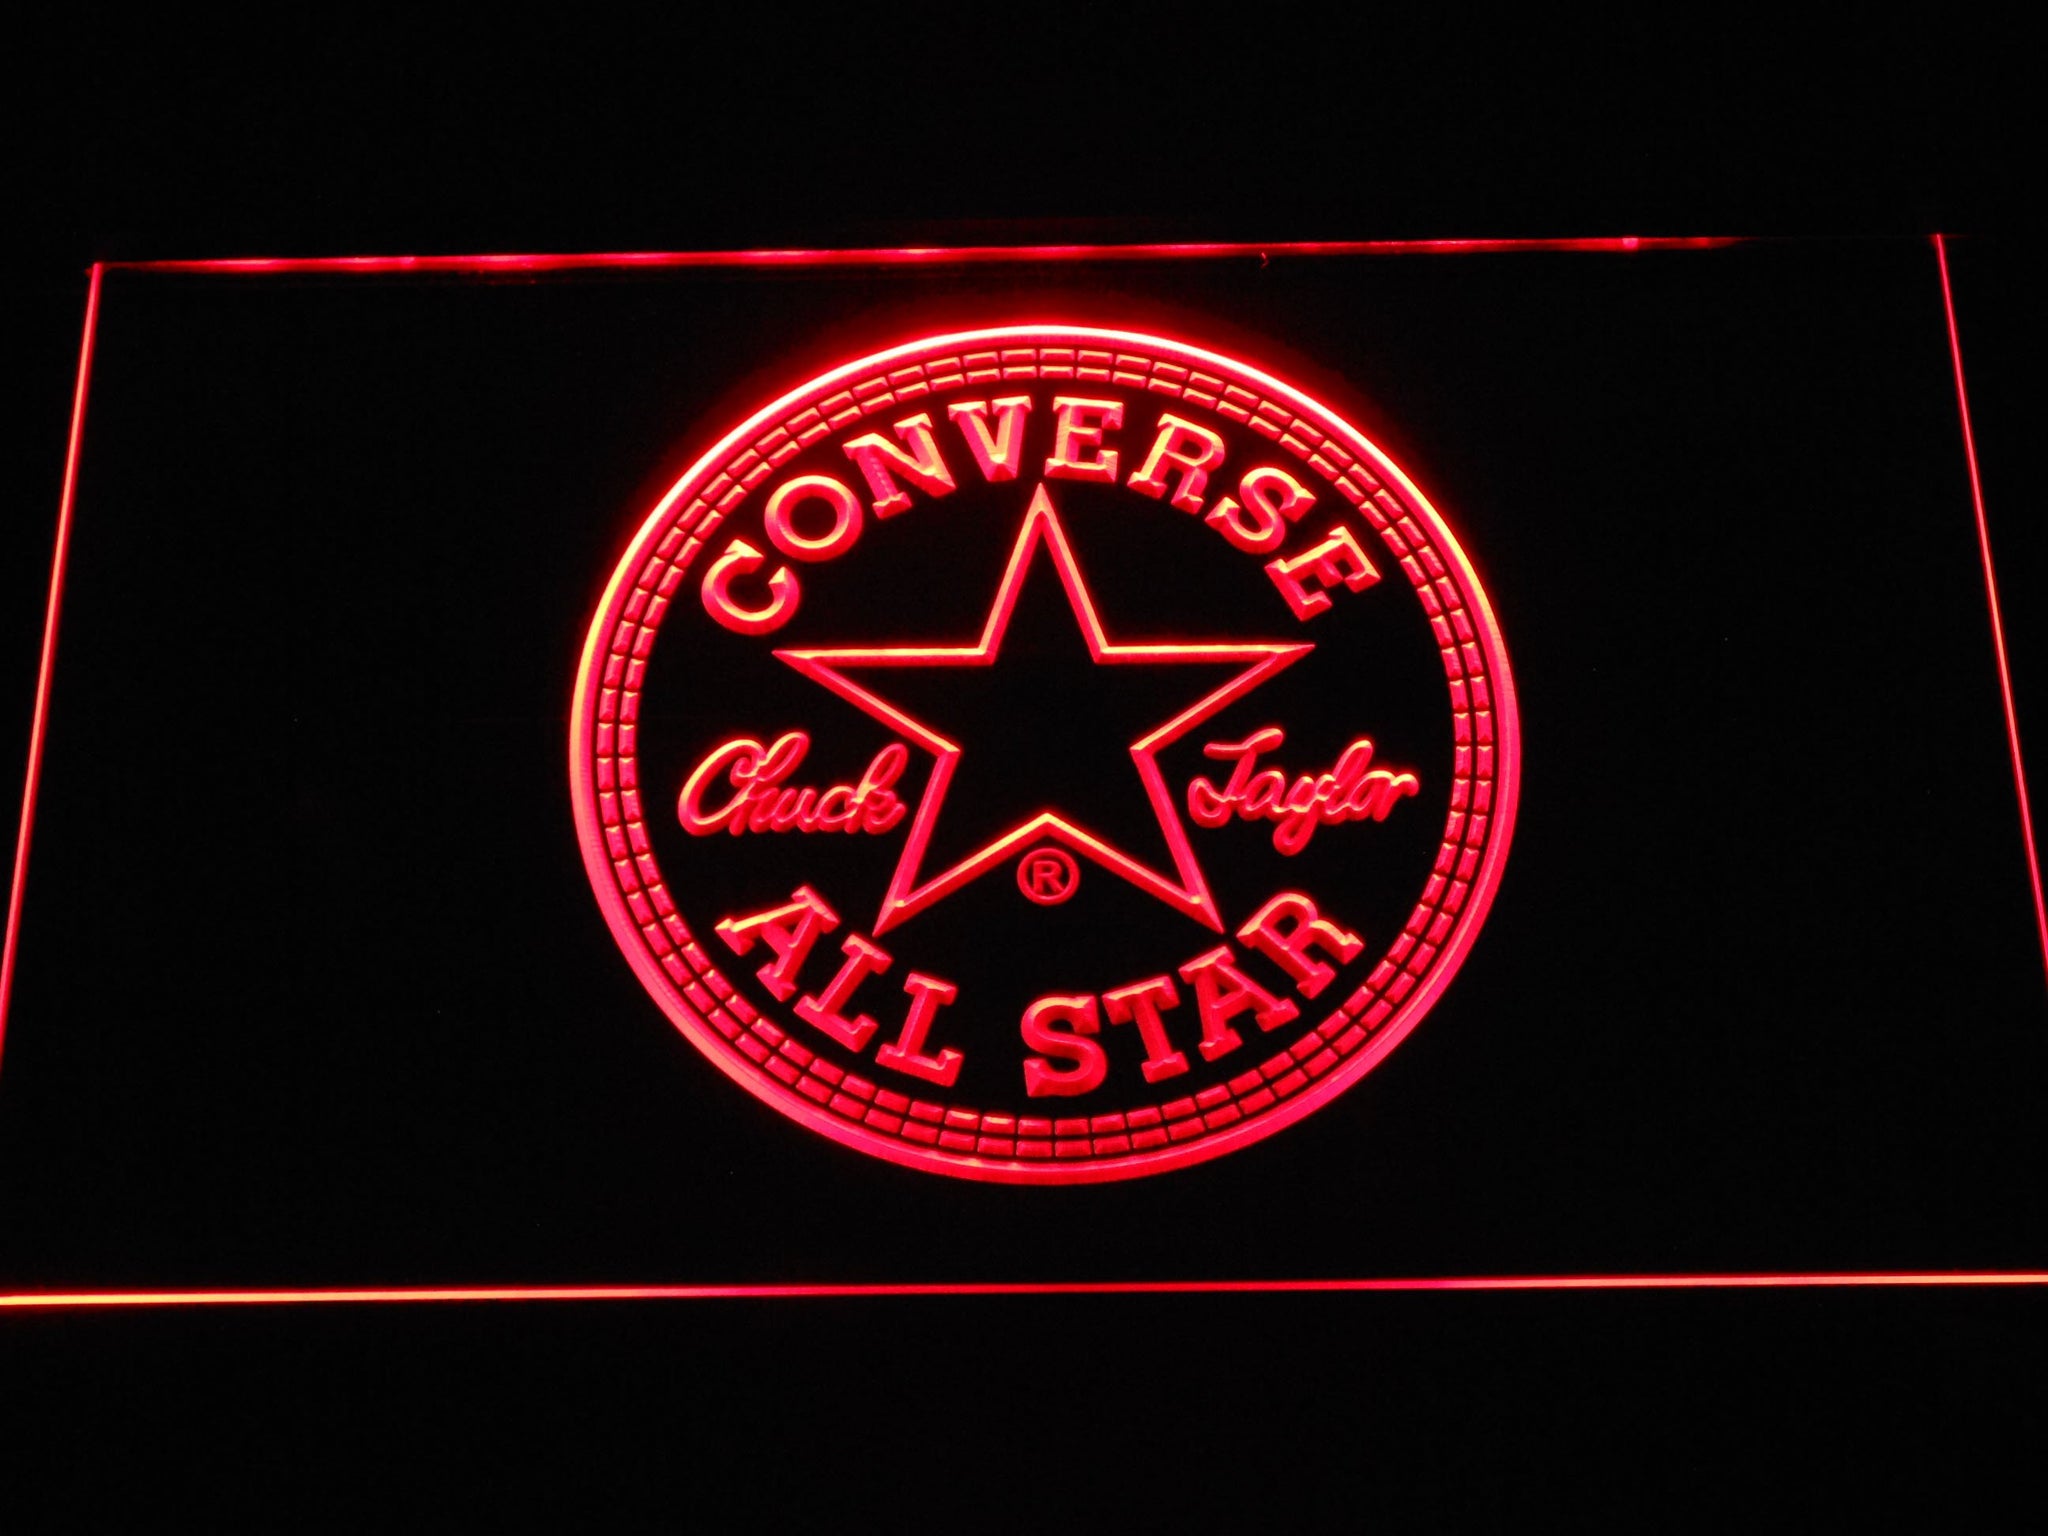 CONVERSE
Chuck Taylor
®
ALL STAR